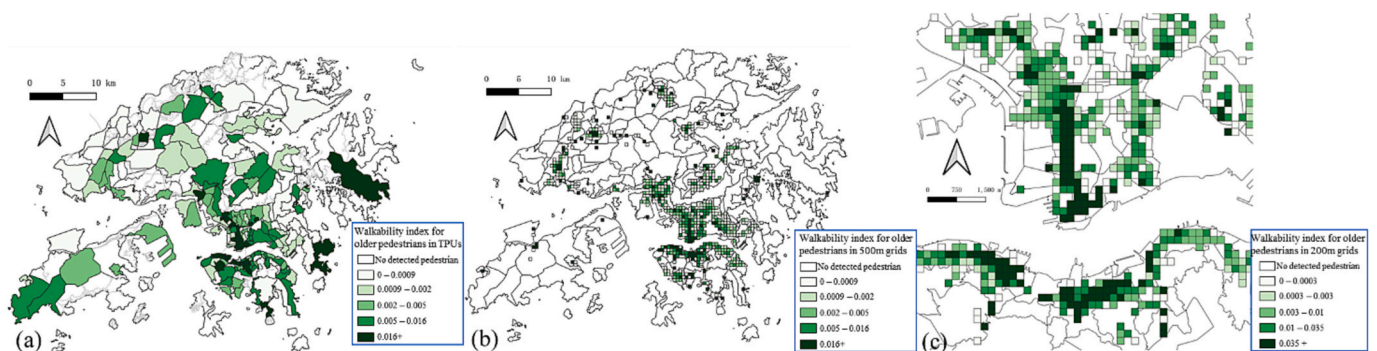 0 5 10 km
Walkability index for
older pedestrians in TPUs
No detected pedestrian
0 – 0.0009
0.0009 – 0.002
0.002 – 0.005
0.005 – 0.016
0.016+
(a)
0 5 10 km
Walkability index for older
pedestrians in 500m grids
No detected pedestrian
0 – 0.0009
0.0009 – 0.002
0.002 – 0.005
0.005 – 0.016
0.016+
(b)
0 750 1,500 m
Walkability index for older
pedestrians in 200m grids
No detected pedestrian
0 – 0.0003
0.0003 – 0.003
0.003 – 0.01
0.01 – 0.035
0.035 +
(c)